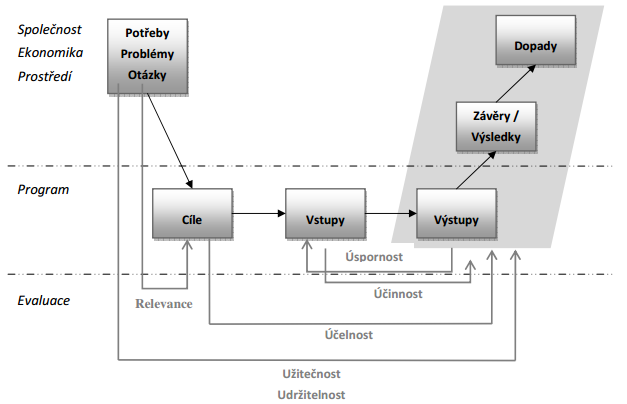 Společnost
Ekonomika
Prostředí
Potřeby
Problémy
Otázky
Dopady
Závěry /
Výsledky
Program
Cíle
Vstupy
Výstupy
Úspornost
Evaluace
Relevance
Účinnost
Účelnost
Užitečnost
Udržitelnost